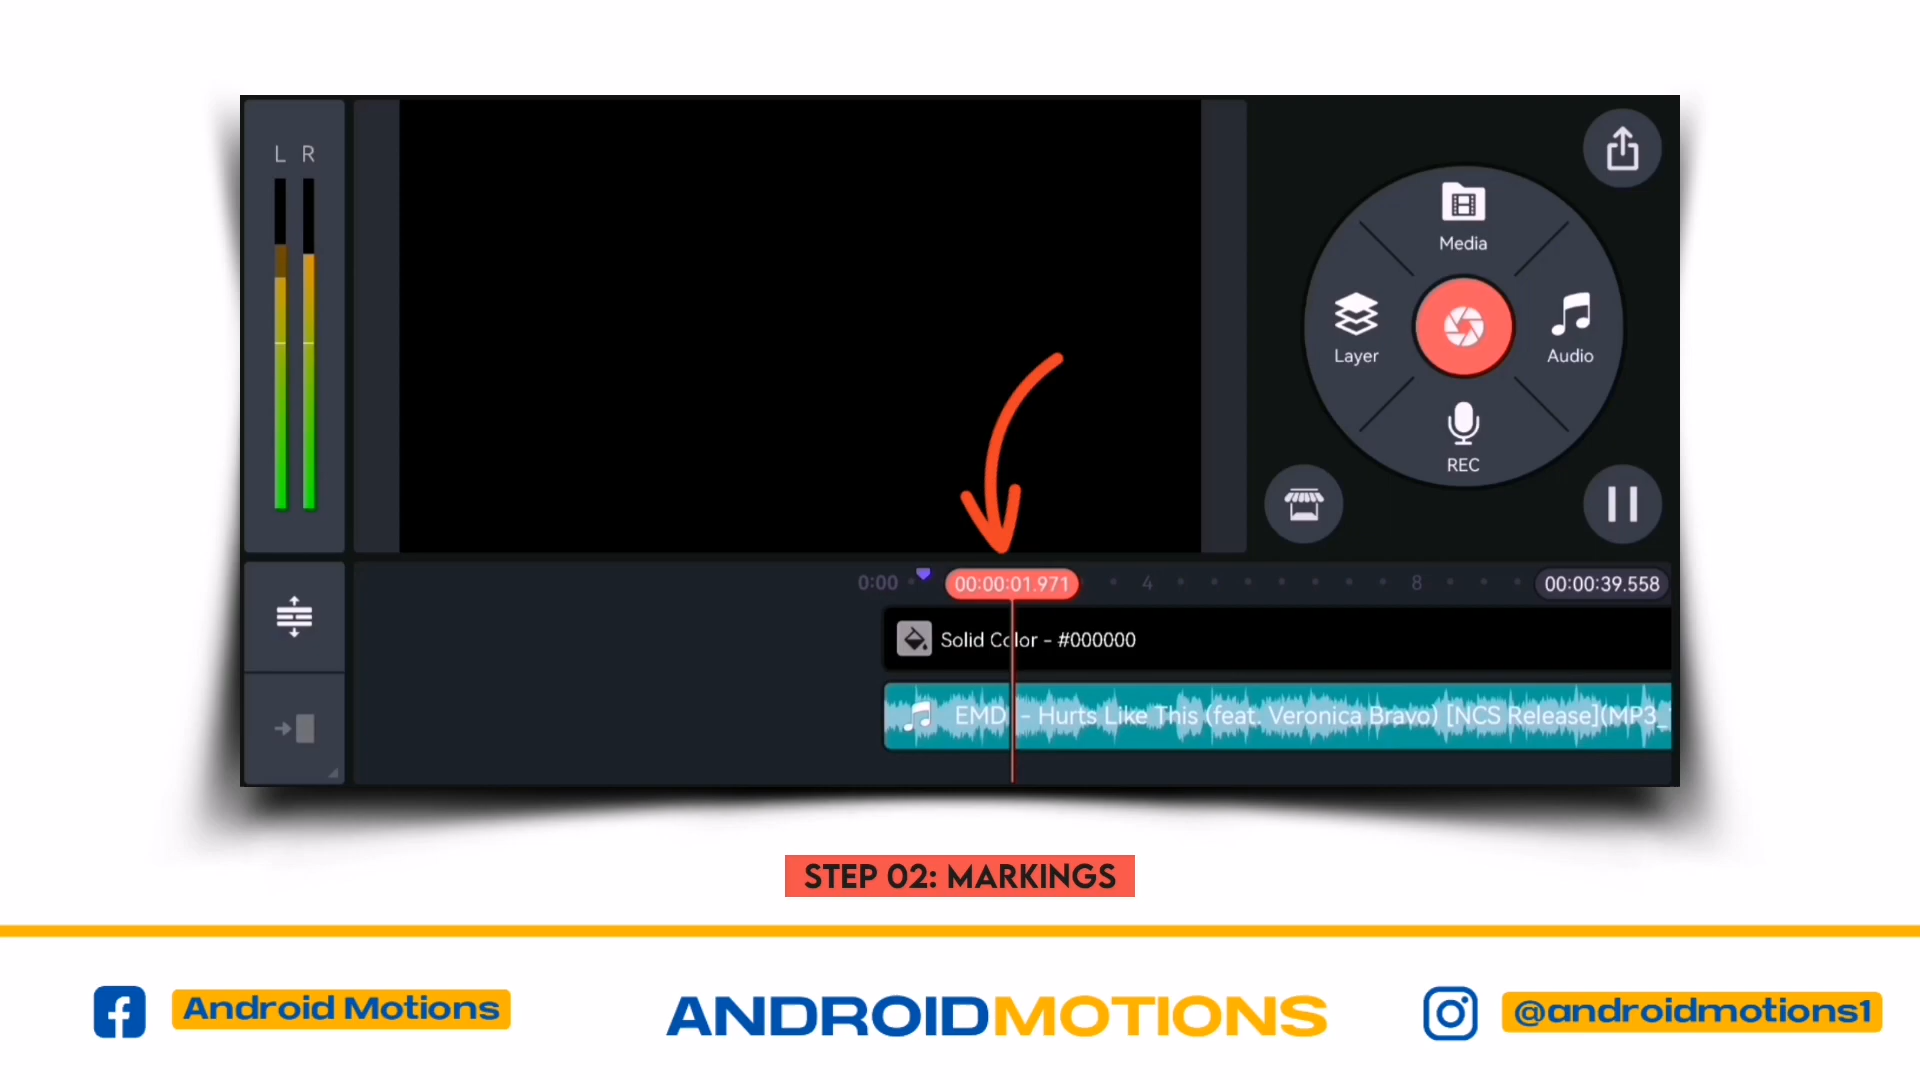 L R
Media
Layer
Audio
REC
0:00
00:00:01.971
4
8
00:00:39.558
Solid Color - #000000
EMD - Hurts Like This (feat. Veronica Bravo) [NCS Release](MP3_
STEP 02: MARKINGS
Android Motions
ANDROIDMOTIONS
@androidmotions1